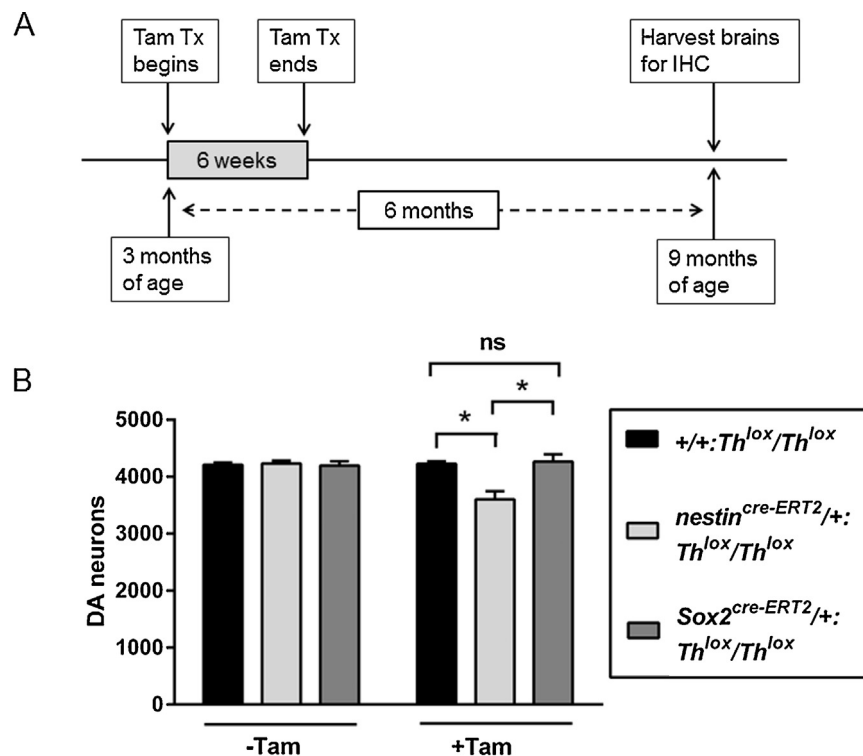 A
Tam Tx
begins
Tam Tx
ends
Harvest brains
for IHC
6 weeks
6 months
3 months
of age
9 months
of age
B
ns
*
*
5000
4000
3000
2000
1000
0
DA neurons
-Tam
+Tam
+/+:Th^lox/Th^lox
nestin^cre-ERT2/+:
Th^lox/Th^lox
Sox2^cre-ERT2/+:
Th^lox/Th^lox